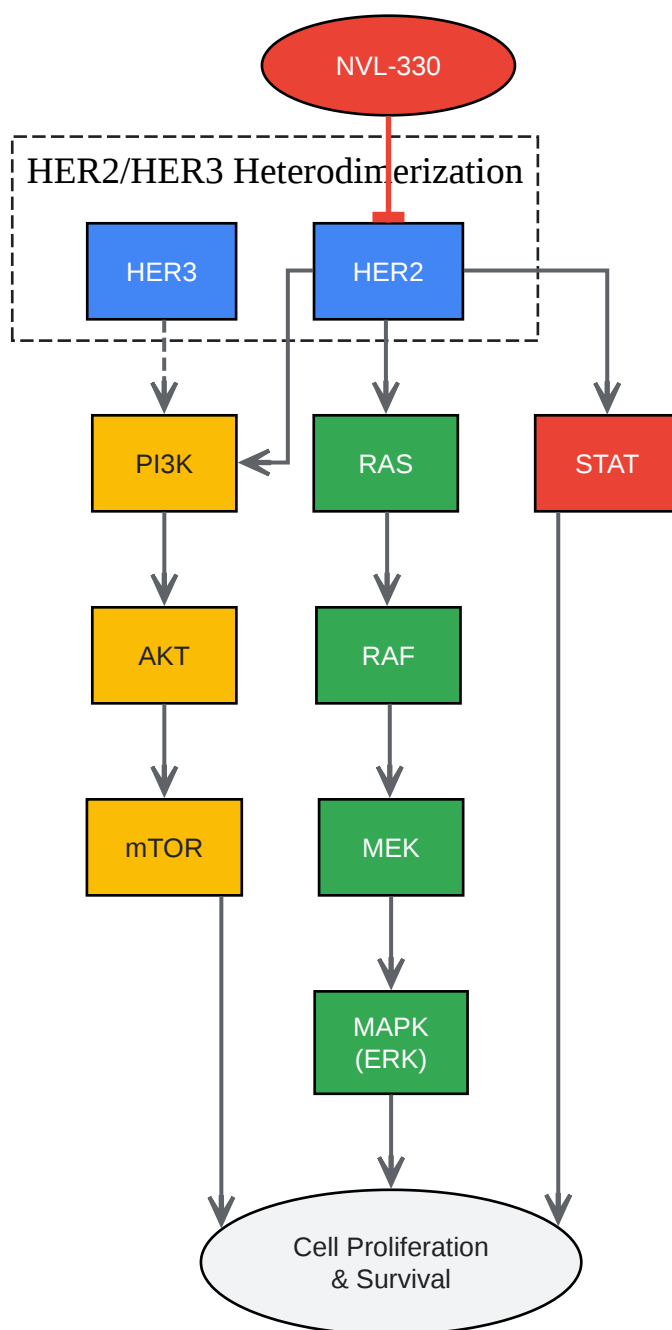 NVL-330
HER2/HER3 Heterodimerization
HER3
HER2
PI3K
RAS
STAT
AKT
RAF
mTOR
MEK
MAPK
(ERK)
Cell Proliferation
& Survival